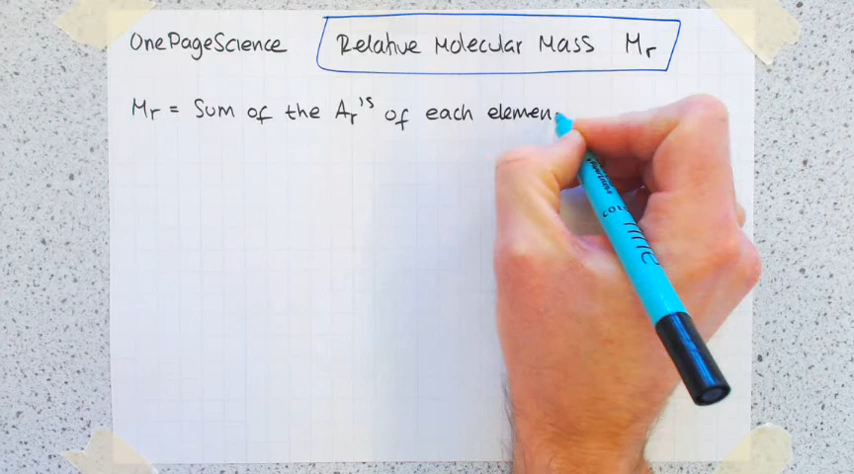 OnePageScience
Relative Molecular Mass Mr
Mr = Sum of the Ar's of each elemen